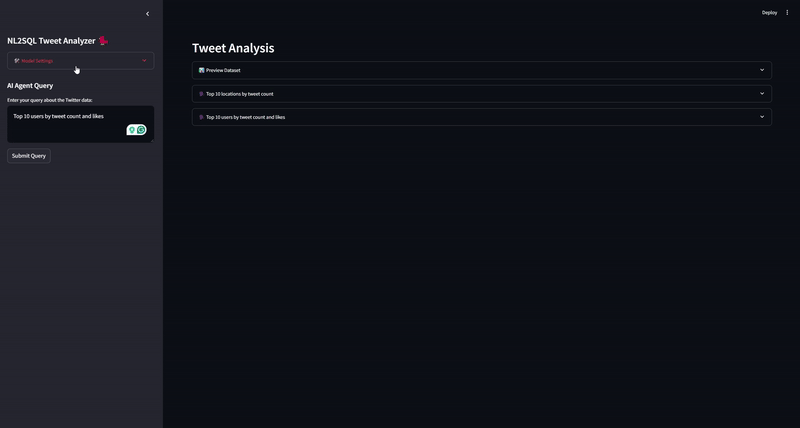 Deploy
NL2SQL Tweet Analyzer
Model Settings
AI Agent Query
Enter your query about the Twitter data:
Top 10 users by tweet count and likes
Submit Query
Tweet Analysis
Preview Dataset
Top 10 locations by tweet count
Top 10 users by tweet count and likes